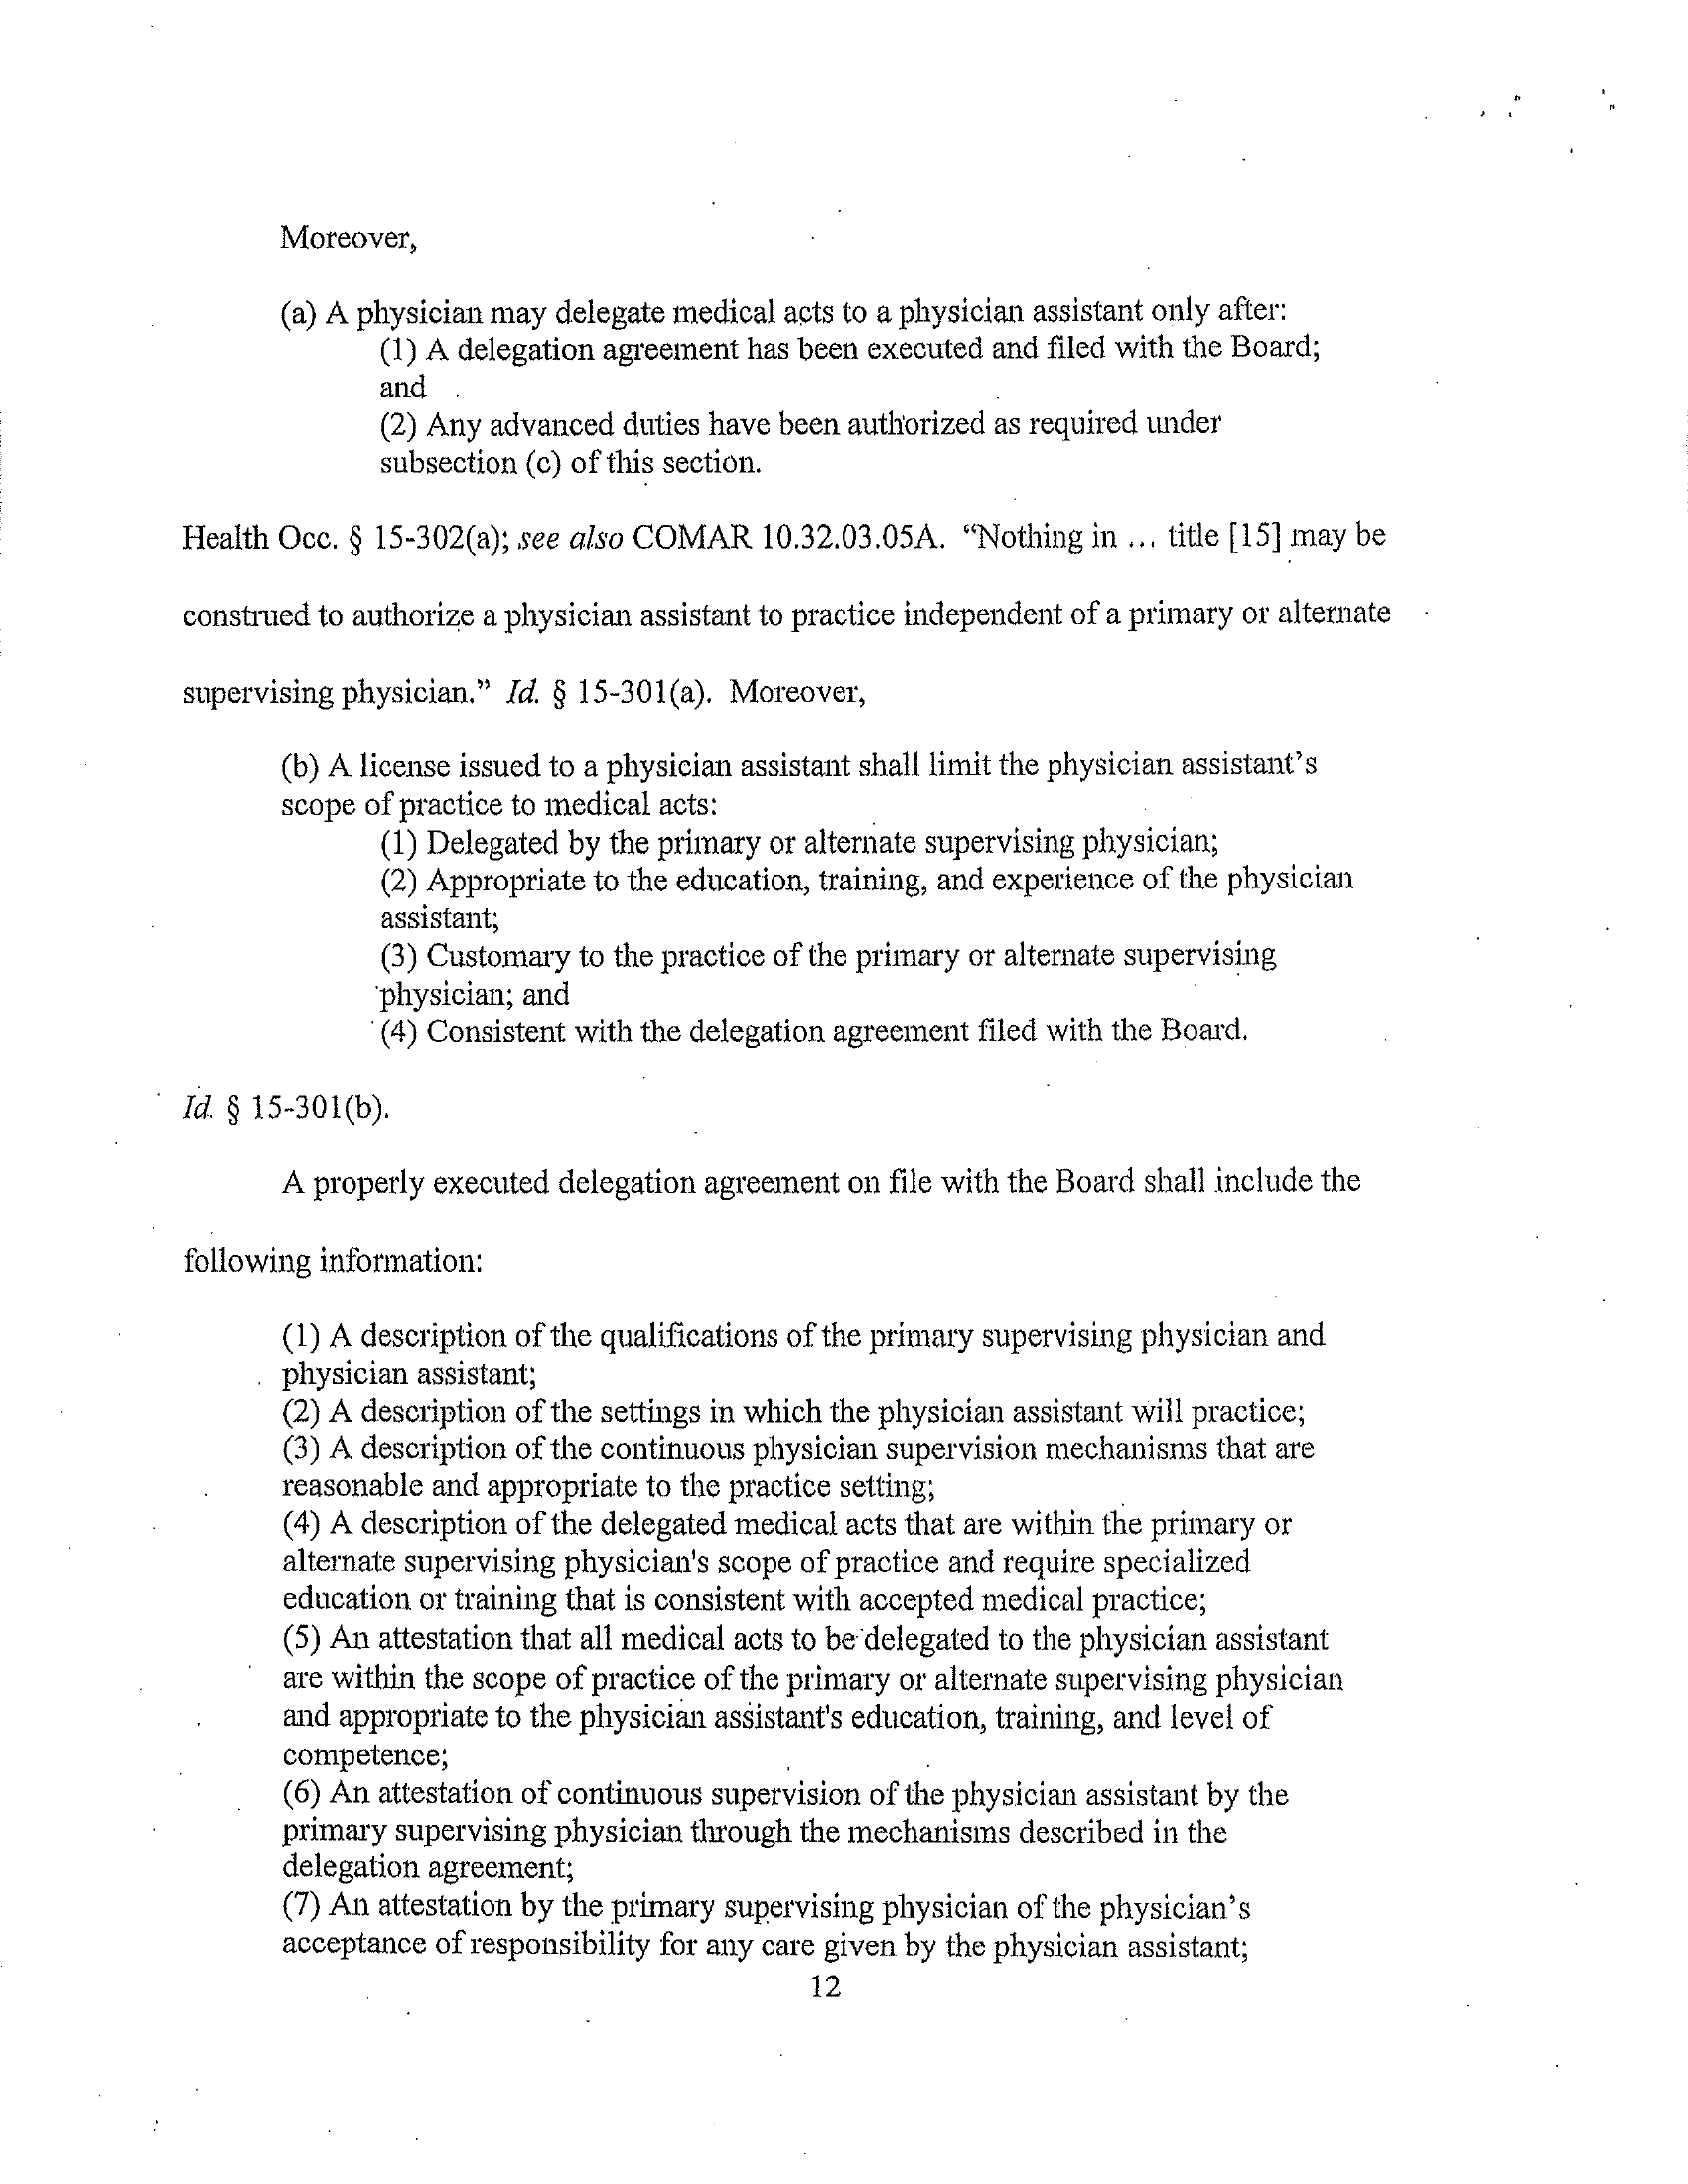 Moreover,
(a) A physician may delegate medical acts to a physician assistant only after:
(1) A delegation agreement has been executed and filed with the Board;
and
(2) Any advanced duties have been authorized as required under
subsection (c) of this section.
Health Occ. § 15-302(a); see also COMAR 10.32.03.05A. “Nothing in ... title [15] may be
construed to authorize a physician assistant to practice independent of a primary or alternate
supervising physician.” Id. § 15-301(a). Moreover,
(b) A license issued to a physician assistant shall limit the physician assistant’s
scope of practice to medical acts:
(1) Delegated by the primary or alternate supervising physician;
(2) Appropriate to the education, training, and experience of the physician
assistant;
(3) Customary to the practice of the primary or alternate supervising
physician; and
(4) Consistent with the delegation agreement filed with the Board.
Id. § 15-301(b).
A properly executed delegation agreement on file with the Board shall include the
following information:
(1) A description of the qualifications of the primary supervising physician and
physician assistant;
(2) A description of the settings in which the physician assistant will practice;
(3) A description of the continuous physician supervision mechanisms that are
reasonable and appropriate to the practice setting;
(4) A description of the delegated medical acts that are within the primary or
alternate supervising physician's scope of practice and require specialized
education or training that is consistent with accepted medical practice;
(5) An attestation that all medical acts to be delegated to the physician assistant
are within the scope of practice of the primary or alternate supervising physician
and appropriate to the physician assistant's education, training, and level of
competence;
(6) An attestation of continuous supervision of the physician assistant by the
primary supervising physician through the mechanisms described in the
delegation agreement;
(7) An attestation by the primary supervising physician of the physician’s
acceptance of responsibility for any care given by the physician assistant;
12